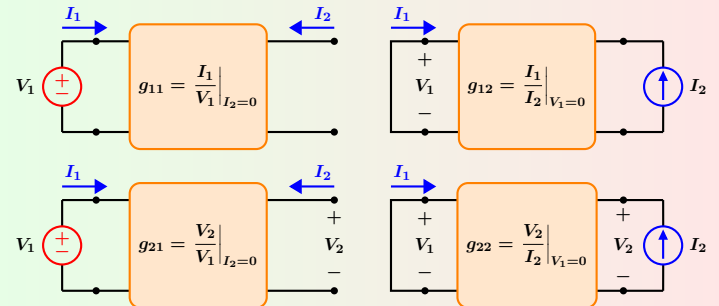 I₁ I₂ I₁
V₁ + − g₁₁ = I₁/V₁ |_{I₂=0} + V₁ − g₁₂ = I₁/I₂ |_{V₁=0} I₂
I₁ I₂ I₁
V₁ + − g₂₁ = V₂/V₁ |_{I₂=0} + V₂ − + V₁ − g₂₂ = V₂/I₂ |_{V₁=0} + V₂ − I₂